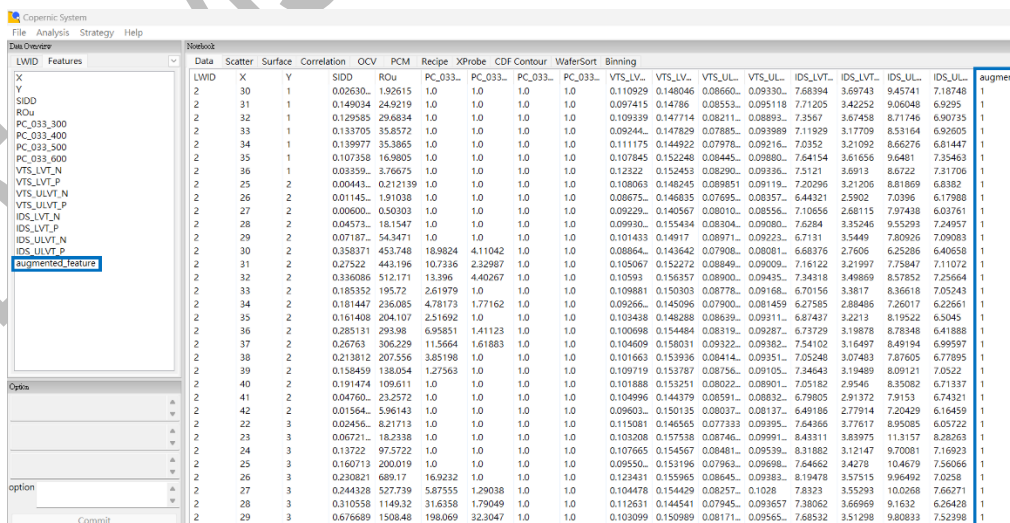 Copernic System
File Analysis Strategy Help
Data Overview
LWID Features
X
Y
SIDD
ROu
PC_033_300
PC_033_400
PC_033_500
PC_033_600
VTS_LVT_N
VTS_LVT_P
VTS_ULVT_N
VTS_ULVT_P
IDS_LVT_N
IDS_LVT_P
IDS_ULVT_N
IDS_ULVT_P
augmented_feature
Option
option
Commit
Notebook
Data Scatter Surface Correlation OCV PCM Recipe XProbe CDF Contour WaferSort Binning
LWID X Y SIDD ROu PC_033... PC_033... PC_033... PC_033... VTS_LV... VTS_LV... VTS_UL... VTS_UL... IDS_LVT... IDS_LVT... IDS_UL... IDS_UL... augmen
2 30 1 0.02630... 1.92615 1.0 1.0 1.0 1.0 0.110929 0.148046 0.08660... 0.09330... 7.68394 3.69743 9.45741 7.18748 1
2 31 1 0.149034 24.9219 1.0 1.0 1.0 1.0 0.097415 0.14786 0.08553... 0.095118 7.71205 3.42252 9.06048 6.9295 1
2 32 1 0.129585 29.6834 1.0 1.0 1.0 1.0 0.109339 0.147714 0.08211... 0.08893... 7.3567 3.67458 8.71746 6.90735 1
2 33 1 0.133705 35.8572 1.0 1.0 1.0 1.0 0.09244... 0.147829 0.07885... 0.093989 7.11929 3.17709 8.53164 6.92605 1
2 34 1 0.139977 35.3865 1.0 1.0 1.0 1.0 0.111175 0.144922 0.07978... 0.09216... 7.0352 3.21092 8.66276 6.81447 1
2 35 1 0.107358 16.9805 1.0 1.0 1.0 1.0 0.107845 0.152248 0.08445... 0.09880... 7.64154 3.61656 9.6481 7.35463 1
2 36 1 0.03359... 3.76675 1.0 1.0 1.0 1.0 0.12322 0.152453 0.08290... 0.09336... 7.5121 3.6913 8.6722 7.31706 1
2 25 2 0.00443... 0.212139 1.0 1.0 1.0 1.0 0.108063 0.148245 0.089851 0.09119... 7.20296 3.21206 8.81869 6.8382 1
2 26 2 0.01145... 1.91038 1.0 1.0 1.0 1.0 0.08675... 0.146835 0.07695... 0.08357... 6.44321 2.5902 7.0396 6.17988 1
2 27 2 0.00600... 0.50303 1.0 1.0 1.0 1.0 0.09229... 0.140567 0.08010... 0.08556... 7.10656 2.68115 7.97438 6.03761 1
2 28 2 0.04573... 18.1547 1.0 1.0 1.0 1.0 0.09930... 0.155434 0.08304... 0.09080... 7.6284 3.35246 9.55293 7.24957 1
2 29 2 0.07187... 54.3471 1.0 1.0 1.0 1.0 0.101433 0.14917 0.08971... 0.09223... 7.6731 3.5449 7.80926 7.09083 1
2 30 2 0.358371 453.748 18.9824 4.11042 1.0 1.0 0.08864... 0.143642 0.07908... 0.08081... 6.68376 2.7606 6.25286 6.40658 1
2 31 2 0.27522 443.196 10.7336 2.32987 1.0 1.0 0.105067 0.152272 0.08849... 0.09009... 7.16122 3.21997 7.75847 7.11072 1
2 32 2 0.336086 512.171 13.396 4.40267 1.0 1.0 0.10593 0.156357 0.08900... 0.09435... 7.34318 3.49869 8.57852 7.25664 1
2 33 2 0.185352 195.72 2.61979 1.0 1.0 1.0 0.109881 0.150303 0.08778... 0.09168... 6.70156 3.3817 8.36618 7.05243 1
2 34 2 0.181447 236.085 4.78173 1.77162 1.0 1.0 0.09266... 0.145096 0.07900... 0.081459 6.27585 2.88486 7.26017 6.22661 1
2 35 2 0.161408 204.107 2.51692 1.0 1.0 1.0 0.103438 0.148288 0.08639... 0.09311... 6.87437 3.2213 8.19522 6.5045 1
2 36 2 0.285131 293.98 6.95851 1.41123 1.0 1.0 0.100698 0.154484 0.08319... 0.09287... 6.73729 3.19878 8.78348 6.41888 1
2 37 2 0.26763 306.229 11.5664 1.61883 1.0 1.0 0.104609 0.158031 0.09322... 0.09382... 7.54102 3.16497 8.49194 6.99597 1
2 38 2 0.213812 207.556 3.85198 1.0 1.0 1.0 0.101663 0.153936 0.08414... 0.09351... 7.05248 3.07483 7.87605 6.77895 1
2 39 2 0.158459 138.054 1.27563 1.0 1.0 1.0 0.109719 0.153787 0.08756... 0.09105... 7.34643 3.19489 8.09121 7.0522 1
2 40 2 0.191474 109.611 1.0 1.0 1.0 1.0 0.101888 0.153251 0.08022... 0.08901... 7.05182 2.9546 8.35082 6.71337 1
2 41 2 0.04760... 23.2572 1.0 1.0 1.0 1.0 0.104996 0.144379 0.08591... 0.08832... 6.79805 2.91372 7.9153 6.74321 1
2 42 2 0.01564... 5.96143 1.0 1.0 1.0 1.0 0.09603... 0.150135 0.08037... 0.08137... 6.49186 2.77914 7.20429 6.16459 1
2 22 3 0.02456... 8.21713 1.0 1.0 1.0 1.0 0.115081 0.146565 0.077333 0.09395... 7.64366 3.77617 8.95085 6.05722 1
2 23 3 0.06721... 18.2338 1.0 1.0 1.0 1.0 0.103208 0.157538 0.08746... 0.09991... 8.43311 3.83975 11.3157 8.28263 1
2 24 3 0.13722 97.5722 1.0 1.0 1.0 1.0 0.107665 0.154567 0.08481... 0.09539... 8.31882 3.12147 9.70081 7.16923 1
2 25 3 0.160713 200.019 1.0 1.0 1.0 1.0 0.09550... 0.153196 0.07963... 0.09698... 7.64662 3.4278 10.4679 7.56066 1
2 26 3 0.230821 689.17 16.9232 1.0 1.0 1.0 0.123431 0.155965 0.08645... 0.09383... 8.19478 3.57515 9.96492 7.0258 1
2 27 3 0.244328 527.739 5.87555 1.29038 1.0 1.0 0.104478 0.154429 0.08257... 0.1028 7.8323 3.55293 10.0268 7.66271 1
2 28 3 0.310558 1149.32 31.6358 1.79049 1.0 1.0 0.112631 0.144541 0.07945... 0.093657 7.38062 3.66969 9.1632 6.26428 1
2 29 3 0.676689 1508.48 198.069 32.3047 1.0 1.0 0.103099 0.150989 0.08171... 0.09565... 7.68532 3.51298 9.80833 7.52398 1